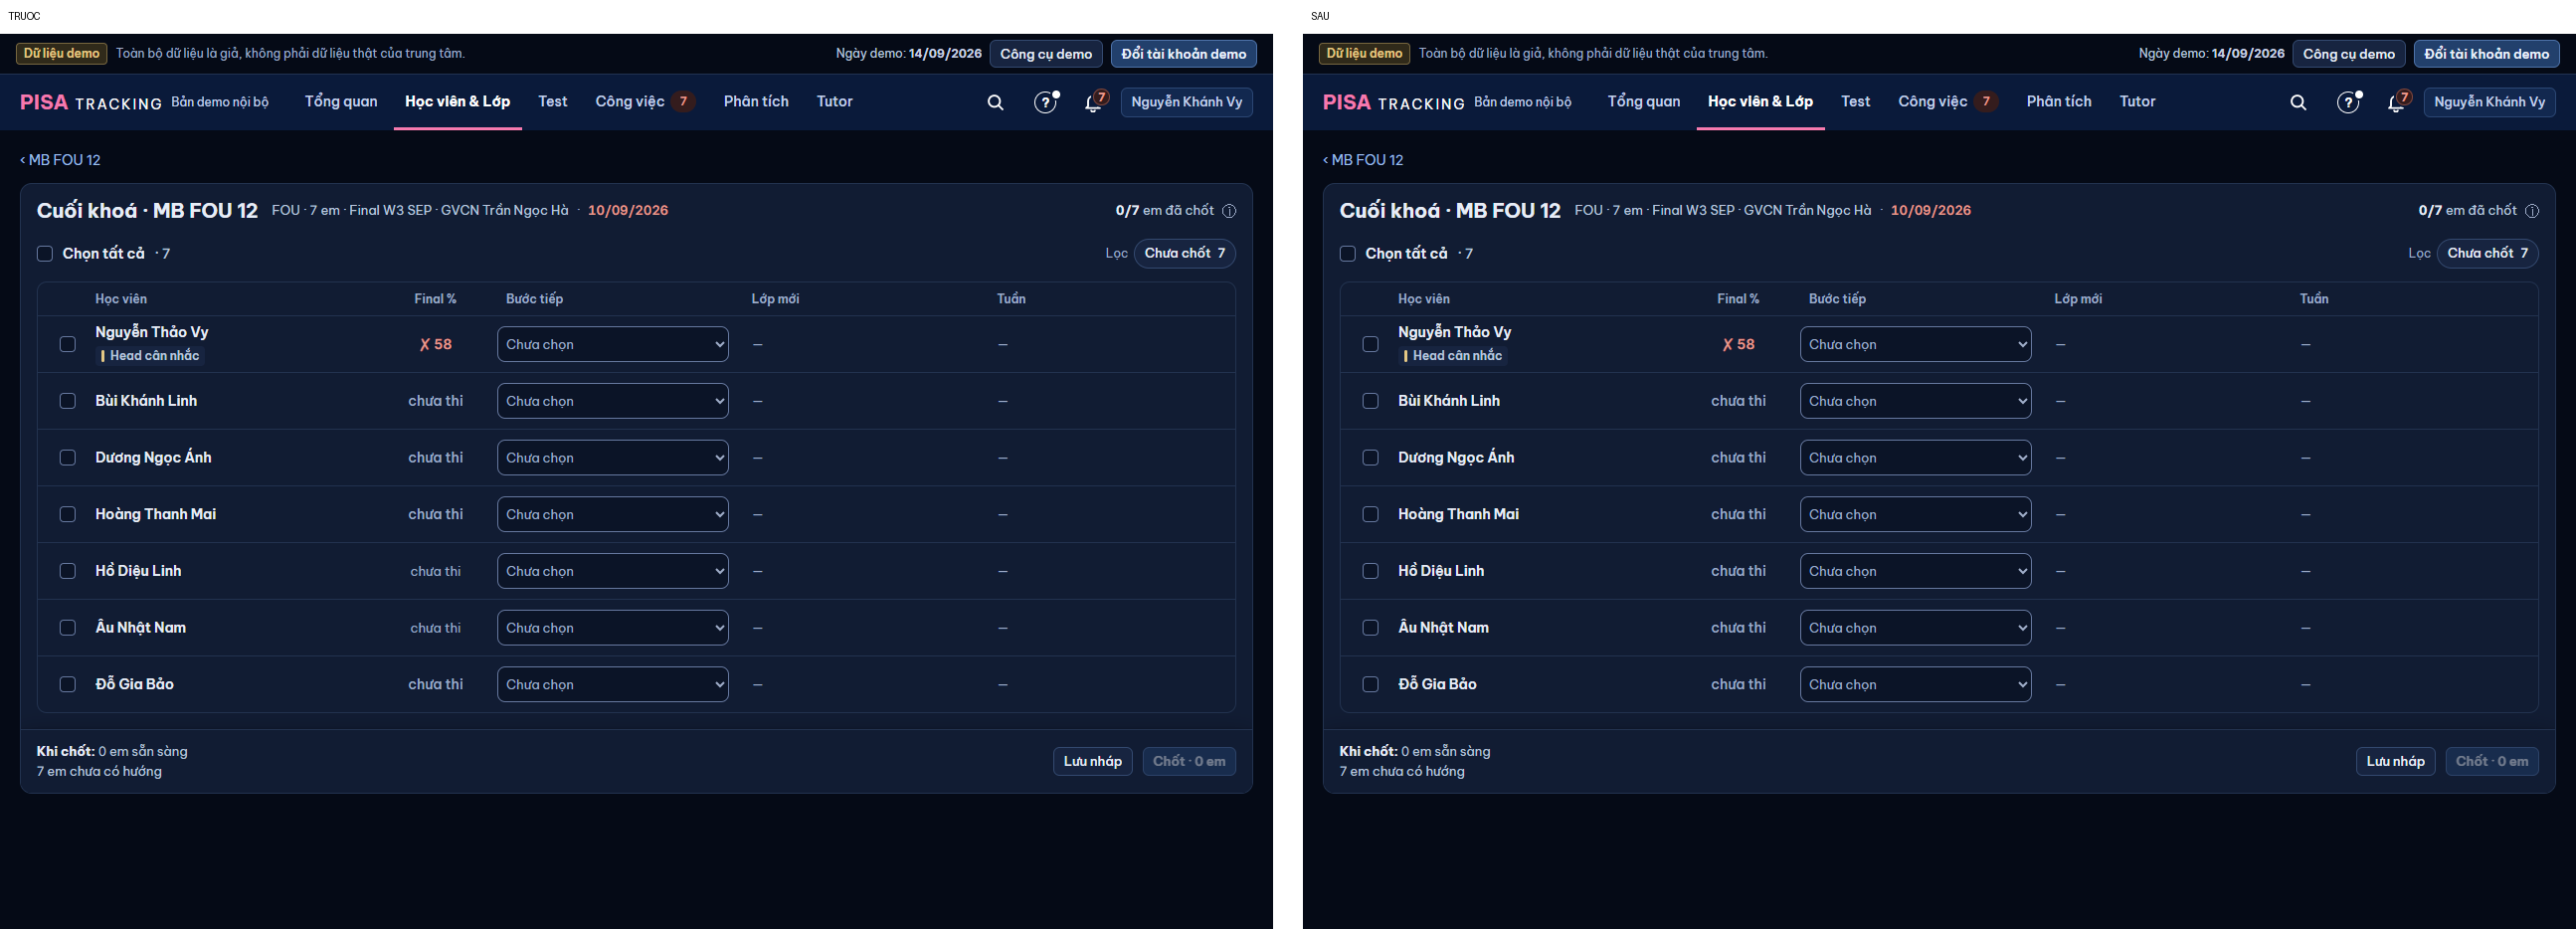 TRUOC
Dữ liệu demo Toàn bộ dữ liệu là giả, không phải dữ liệu thật của trung tâm. Ngày demo: 14/09/2026 Công cụ demo Đổi tài khoản demo
PISA TRACKING Bản demo nội bộ Tổng quan Học viên & Lớp Test Công việc 7 Phân tích Tutor ? 7 Nguyễn Khánh Vy
‹ MB FOU 12
Cuối khoá · MB FOU 12 FOU · 7 em · Final W3 SEP · GVCN Trần Ngọc Hà · 10/09/2026 0/7 em đã chốt ⓘ
Chọn tất cả · 7 Lọc Chưa chốt 7
Học viên Final % Bước tiếp Lớp mới Tuần
Nguyễn Thảo Vy ✗ 58 Chưa chọn — —
Head cân nhắc
Bùi Khánh Linh chưa thi Chưa chọn — —
Dương Ngọc Ánh chưa thi Chưa chọn — —
Hoàng Thanh Mai chưa thi Chưa chọn — —
Hồ Diệu Linh chưa thi Chưa chọn — —
Âu Nhật Nam chưa thi Chưa chọn — —
Đỗ Gia Bảo chưa thi Chưa chọn — —
Khi chốt: 0 em sẵn sàng
7 em chưa có hướng Lưu nháp Chốt · 0 em
SAU
Dữ liệu demo Toàn bộ dữ liệu là giả, không phải dữ liệu thật của trung tâm. Ngày demo: 14/09/2026 Công cụ demo Đổi tài khoản demo
PISA TRACKING Bản demo nội bộ Tổng quan Học viên & Lớp Test Công việc 7 Phân tích Tutor ? 7 Nguyễn Khánh Vy
‹ MB FOU 12
Cuối khoá · MB FOU 12 FOU · 7 em · Final W3 SEP · GVCN Trần Ngọc Hà · 10/09/2026 0/7 em đã chốt ⓘ
Chọn tất cả · 7 Lọc Chưa chốt 7
Học viên Final % Bước tiếp Lớp mới Tuần
Nguyễn Thảo Vy ✗ 58 Chưa chọn — —
Head cân nhắc
Bùi Khánh Linh chưa thi Chưa chọn — —
Dương Ngọc Ánh chưa thi Chưa chọn — —
Hoàng Thanh Mai chưa thi Chưa chọn — —
Hồ Diệu Linh chưa thi Chưa chọn — —
Âu Nhật Nam chưa thi Chưa chọn — —
Đỗ Gia Bảo chưa thi Chưa chọn — —
Khi chốt: 0 em sẵn sàng
7 em chưa có hướng Lưu nháp Chốt · 0 em